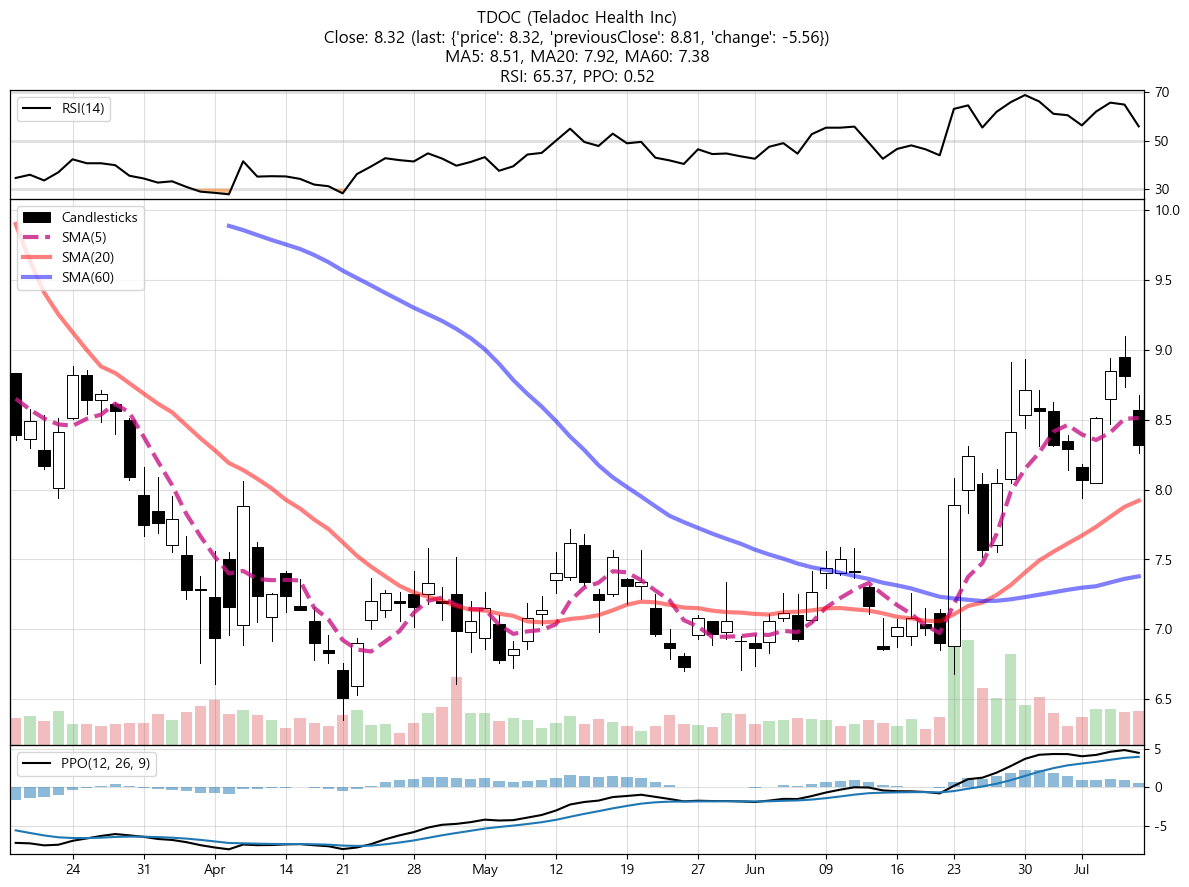 TDOC (Teladoc Health Inc)
Close: 8.32 (last: {'price': 8.32, 'previousClose': 8.81, 'change': -5.56})
MA5: 8.51, MA20: 7.92, MA60: 7.38
RSI: 65.37, PPO: 0.52
RSI(14)
70
50
30
Candlesticks
SMA(5)
SMA(20)
SMA(60)
10.0
9.5
9.0
8.5
8.0
7.5
7.0
6.5
PPO(12, 26, 9)
5
0
-5
24 31 Apr 14 21 28 May 12 19 27 Jun 09 16 23 30 Jul